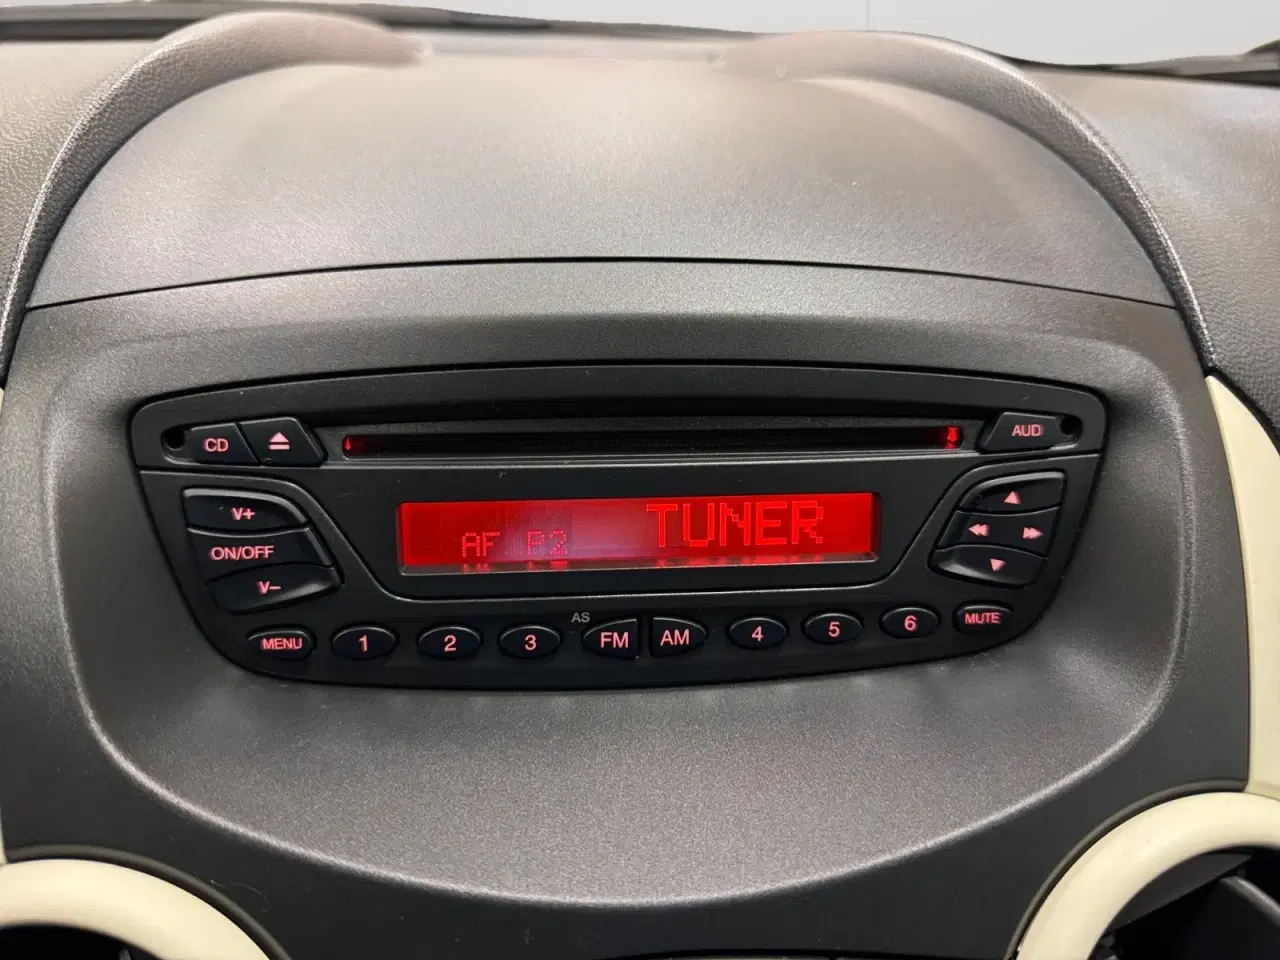 CD
AUD
V+
ON/OFF
V-
AF P2 TUNER
AS
MENU 1 2 3 FM AM 4 5 6 MUTE